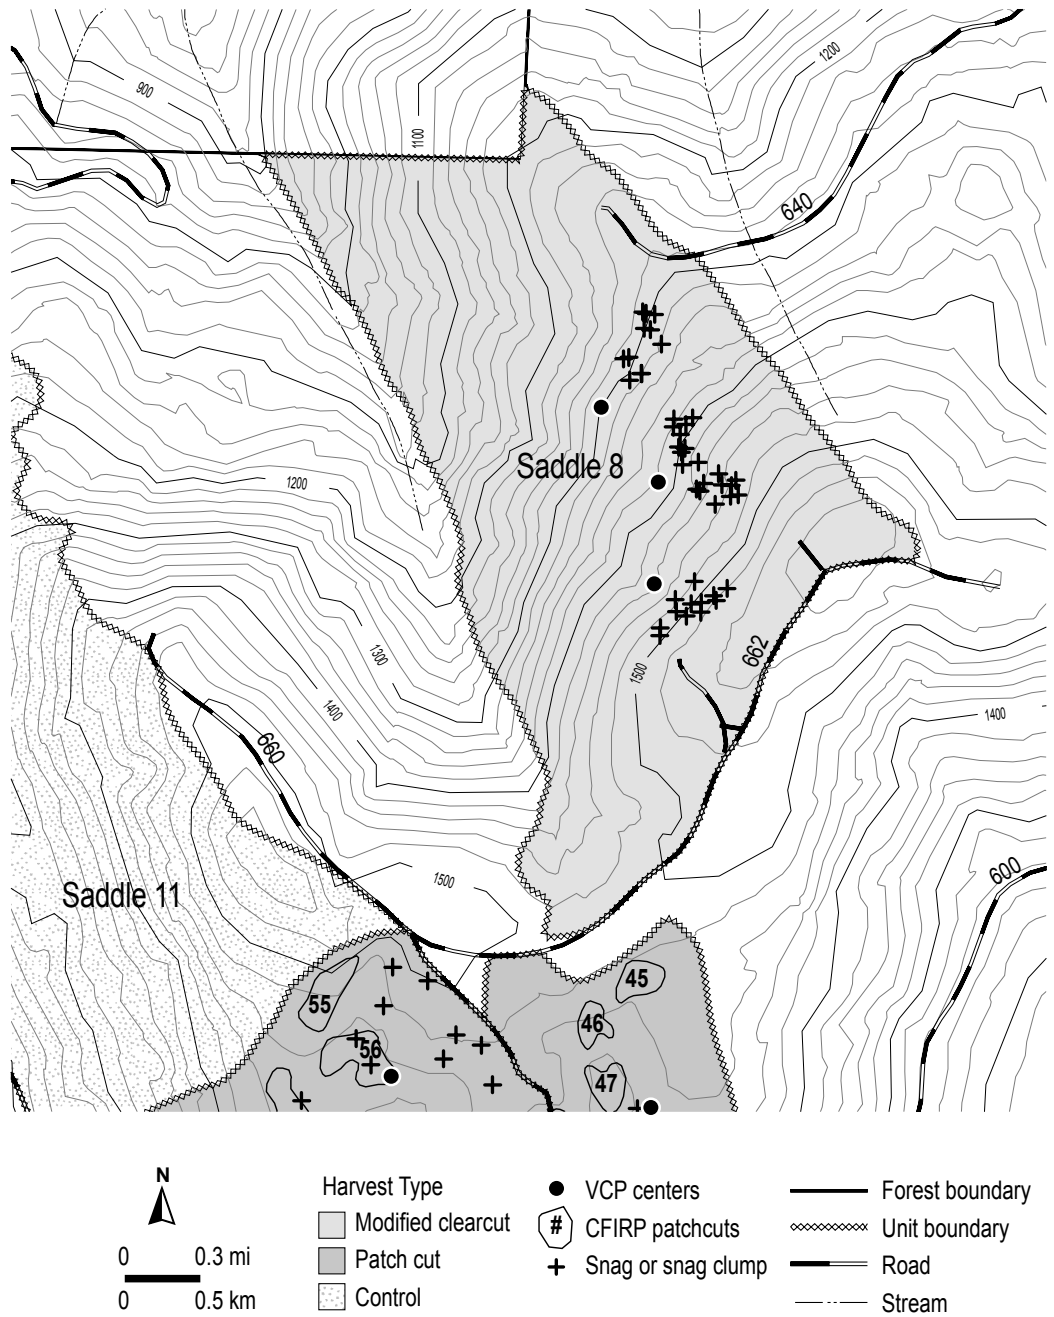 1200
900
1100
640
Saddle 8
1200
662
1300
1500
1400
1400
660
1500
600
Saddle 11
45
55
46
56
47
N
0 0.3 mi
0 0.5 km
Harvest Type
Modified clearcut
Patch cut
Control
VCP centers
# CFIRP patchcuts
Snag or snag clump
Forest boundary
Unit boundary
Road
Stream